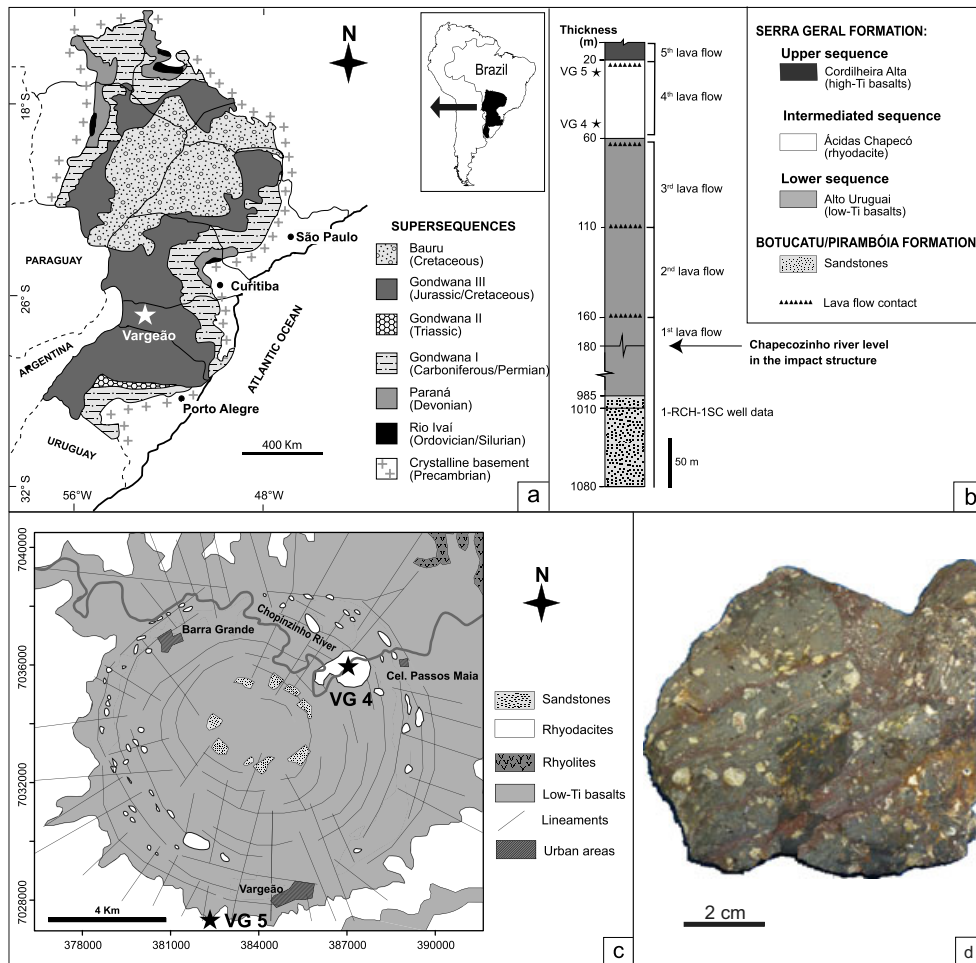 N
Brazil
18°S
26°S
32°S
56°W
48°W
PARAGUAY
ARGENTINA
URUGUAY
ATLANTIC OCEAN
São Paulo
Curitiba
Vargeão
Porto Alegre
400 Km
SUPERSEQUENCES
Bauru
(Cretaceous)
Gondwana III
(Jurassic/Cretaceous)
Gondwana II
(Triassic)
Gondwana I
(Carboniferous/Permian)
Paraná
(Devonian)
Rio Ivaí
(Ordovician/Silurian)
Crystalline basement
(Precambrian)
a
Thickness
(m)
20
60
110
160
180
985
1010
1080
VG 5
VG 4
5th lava flow
4th lava flow
3rd lava flow
2nd lava flow
1st lava flow
Chapecozinho river level
in the impact structure
1-RCH-1SC well data
50 m
SERRA GERAL FORMATION:
Upper sequence
Cordilheira Alta
(high-Ti basalts)
Intermediated sequence
Ácidas Chapecó
(rhyodacite)
Lower sequence
Alto Uruguai
(low-Ti basalts)
BOTUCATU/PIRAMBÓIA FORMATION
Sandstones
Lava flow contact
b
7040000
7036000
7032000
7028000
378000
381000
384000
387000
390000
Barra Grande
Chopinzinho River
VG 4
Cel. Passos Maia
Vargeão
VG 5
4 Km
N
Sandstones
Rhyodacites
Rhyolites
Low-Ti basalts
Lineaments
Urban areas
c
2 cm
d